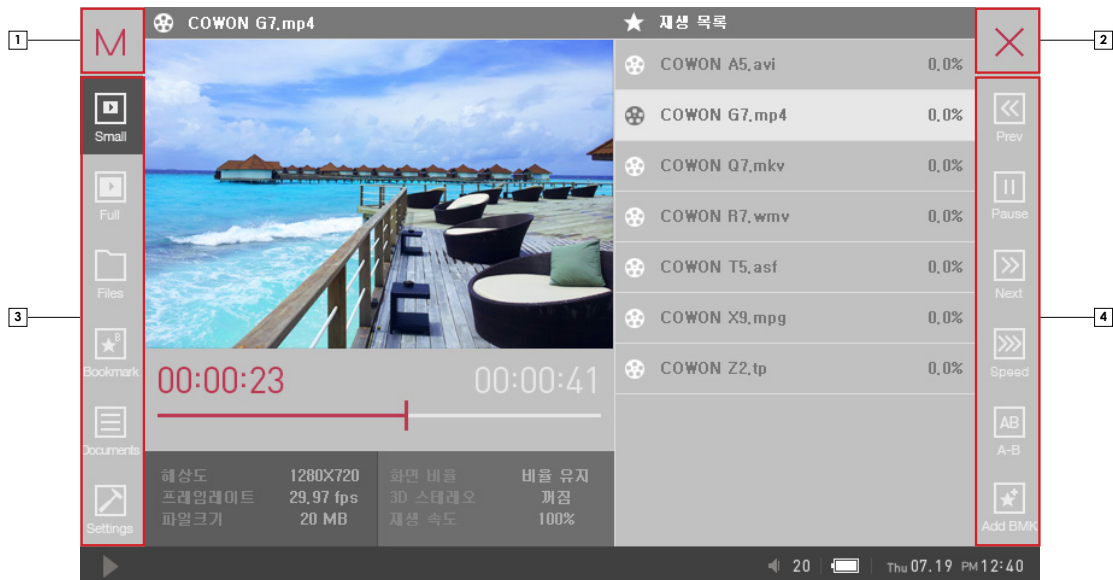 1
M
COWON G7.mp4
재생 목록
2
Small
Full
Files
3
Bookmark
Documents
Settings
COWON A5.avi 0.0%
COWON G7.mp4 0.0%
COWON Q7.mkv 0.0%
COWON R7.wmv 0.0%
COWON T5.asf 0.0%
COWON X9.mpg 0.0%
COWON Z2.tp 0.0%
00:00:23 00:00:41
해상도 1280X720
프레임레이트 29.97 fps
파일크기 20 MB
화면 비율 비율 유지
3D 스테레오 꺼짐
재생 속도 100%
Prev
Pause
Next
4
Speed
AB
A-B
Add BMK
20
Thu 07.19 PM 12:40